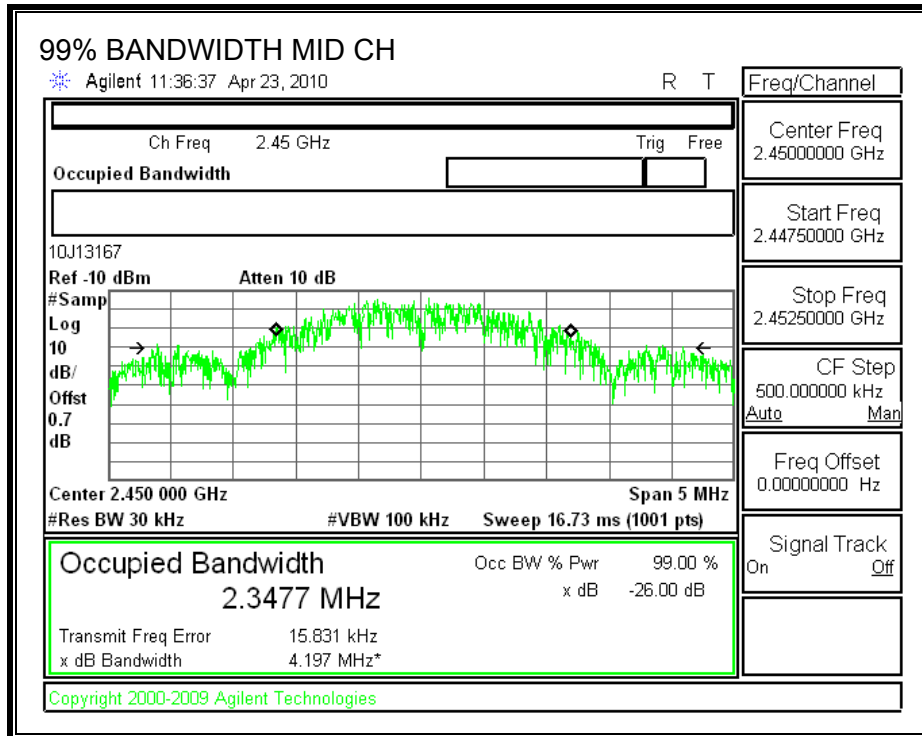 99% BANDWIDTH MID CH
Agilent 11:36:37 Apr 23, 2010 R T
Freq/Channel
Ch Freq 2.45 GHz Trig Free
Occupied Bandwidth
Center Freq
2.45000000 GHz
Start Freq
2.44750000 GHz
10J13167
Ref -10 dBm Atten 10 dB
#Samp
Log
10
dB/
Offst
0.7
dB
Stop Freq
2.45250000 GHz
CF Step
500.000000 kHz
Auto Man
Center 2.450 000 GHz Span 5 MHz
#Res BW 30 kHz #VBW 100 kHz Sweep 16.73 ms (1001 pts)
Freq Offset
0.00000000 Hz
Occupied Bandwidth Occ BW % Pwr 99.00 %
2.3477 MHz x dB -26.00 dB
Transmit Freq Error 15.831 kHz
x dB Bandwidth 4.197 MHz*
Signal Track
On Off
Copyright 2000-2009 Agilent Technologies